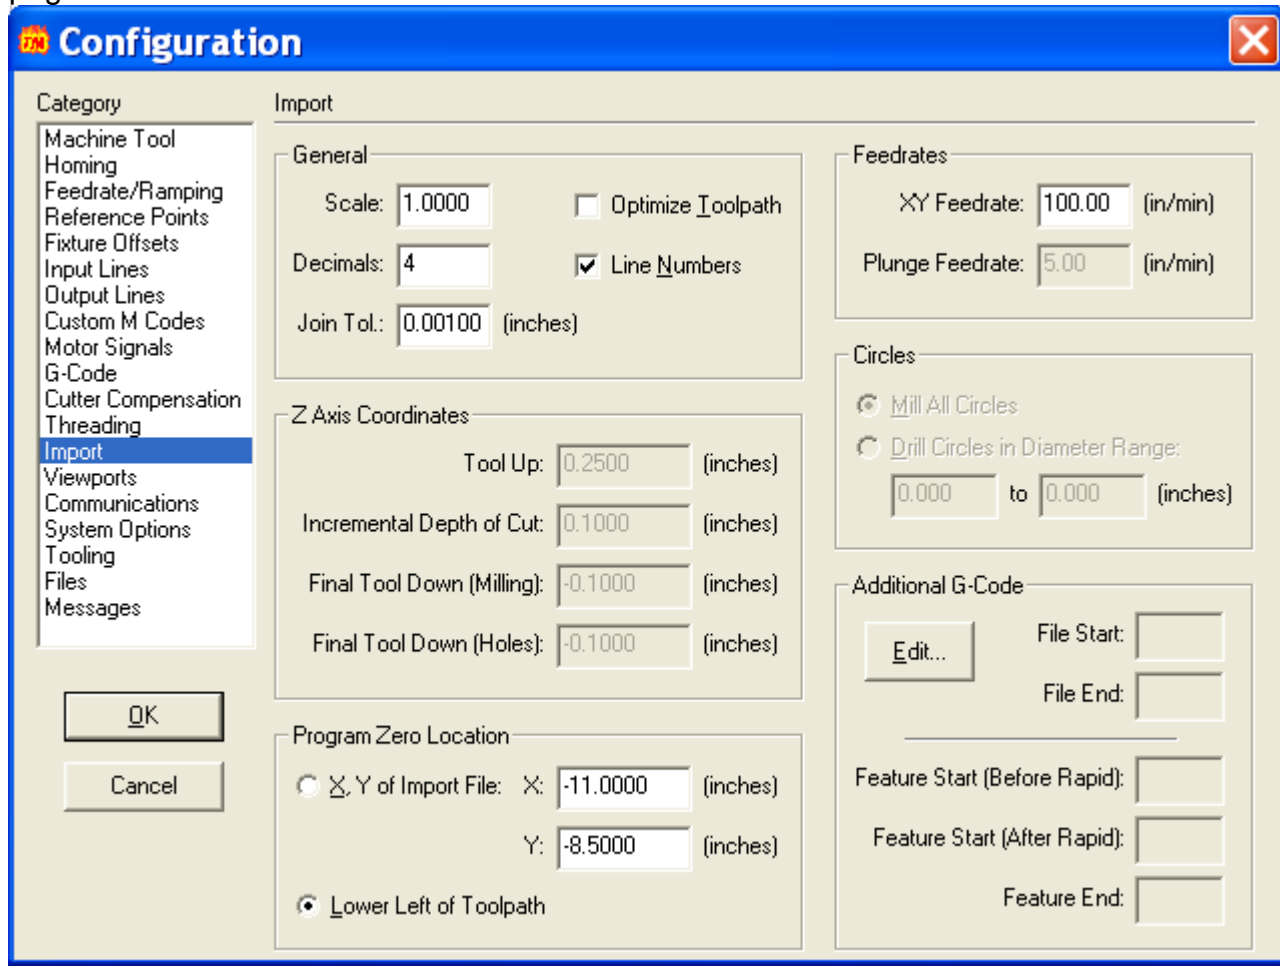 TM Configuration
Category
Machine Tool
Homing
Feedrate/Ramping
Reference Points
Fixture Offsets
Input Lines
Output Lines
Custom M Codes
Motor Signals
G-Code
Cutter Compensation
Threading
Import
Viewports
Communications
System Options
Tooling
Files
Messages
OK
Cancel
Import
General
Scale: 1.0000 Optimize Toolpath
Decimals: 4 Line Numbers
Join Tol.: 0.00100 (inches)
Z Axis Coordinates
Tool Up: 0.2500 (inches)
Incremental Depth of Cut: 0.1000 (inches)
Final Tool Down (Milling): -0.1000 (inches)
Final Tool Down (Holes): -0.1000 (inches)
Program Zero Location
X, Y of Import File: X: -11.0000 (inches)
Y: -8.5000 (inches)
Lower Left of Toolpath
Feedrates
XY Feedrate: 100.00 (in/min)
Plunge Feedrate: 5.00 (in/min)
Circles
Mill All Circles
Drill Circles in Diameter Range:
0.000 to 0.000 (inches)
Additional G-Code
Edit... File Start:
File End:
Feature Start (Before Rapid):
Feature Start (After Rapid):
Feature End: